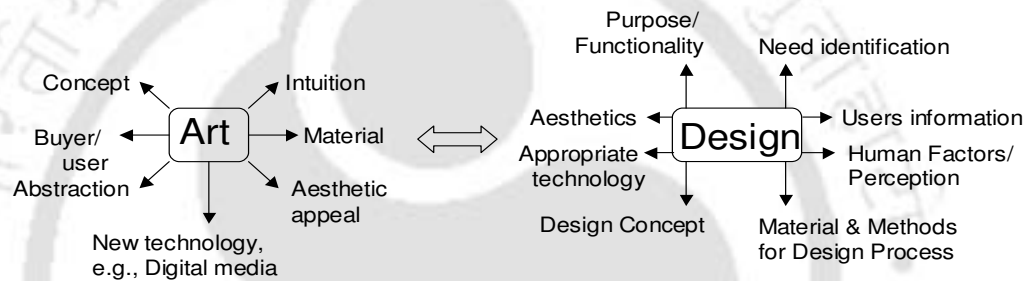 Concept
Intuition
Buyer/
user
Art
Material
Abstraction
Aesthetic
appeal
New technology,
e.g., Digital media
Purpose/
Functionality
Need identification
Aesthetics
Users information
Design
Appropriate
technology
Human Factors/
Perception
Design Concept
Material & Methods
for Design Process